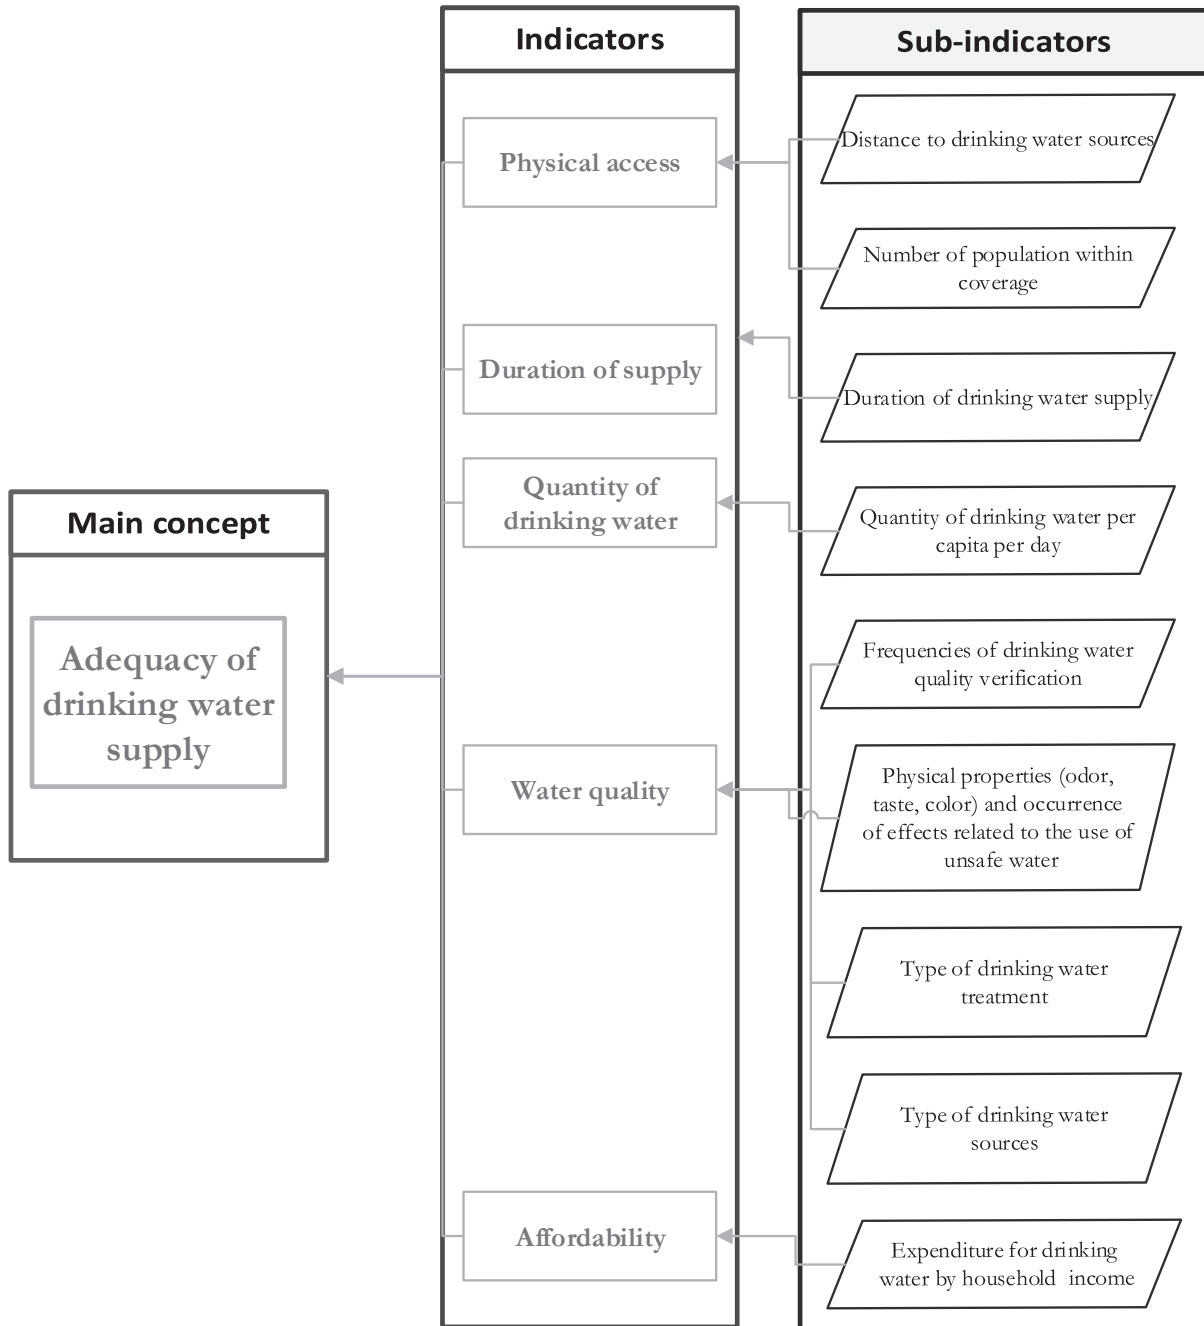 Main concept
Adequacy of
drinking water
supply
Indicators
Physical access
Duration of supply
Quantity of
drinking water
Water quality
Affordability
Sub-indicators
Distance to drinking water sources
Number of population within
coverage
Duration of drinking water supply
Quantity of drinking water per
capita per day
Frequencies of drinking water
quality verification
Physical properties (odor,
taste, color) and occurrence
of effects related to the use of
unsafe water
Type of drinking water
treatment
Type of drinking water
sources
Expenditure for drinking
water by household income